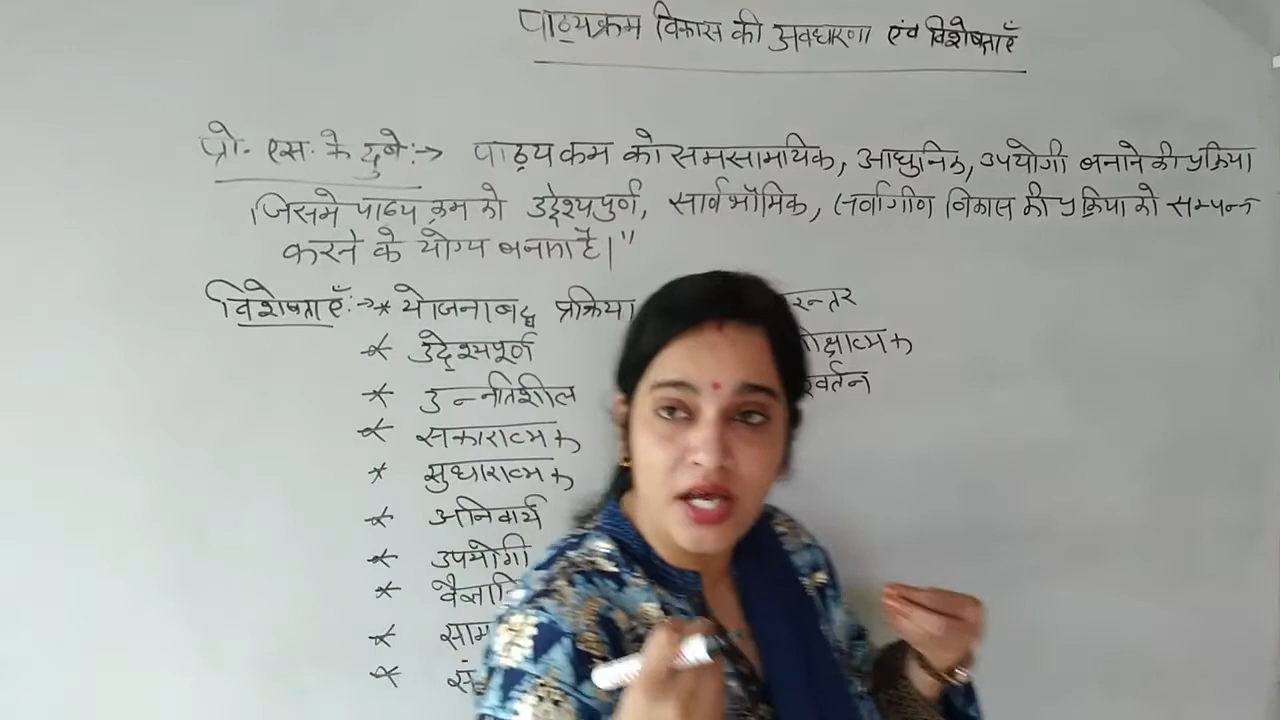 पाठ्यक्रम विकास की अवधारणा एवं विशेषताएँ
प्रो. एस. के दुबे :→ पाठ्यक्रम को समसामयिक, आधुनिक, उपयोगी बनाने की प्रक्रिया
जिसमे पाठ्यक्रम को उद्देश्यपुर्ण, सार्वभौमिक, सर्वागीण विकास की प्रक्रिया को सम्पन्न
करने के योग्य बनाता है।"
विशेषताएँ :→ * योजनाबद्ध प्रक्रिया
* उद्देश्यपूर्ण
* उन्नतिशील
* सकारात्मक
* सुधारात्मक
* अनिवार्य
* उपयोगी